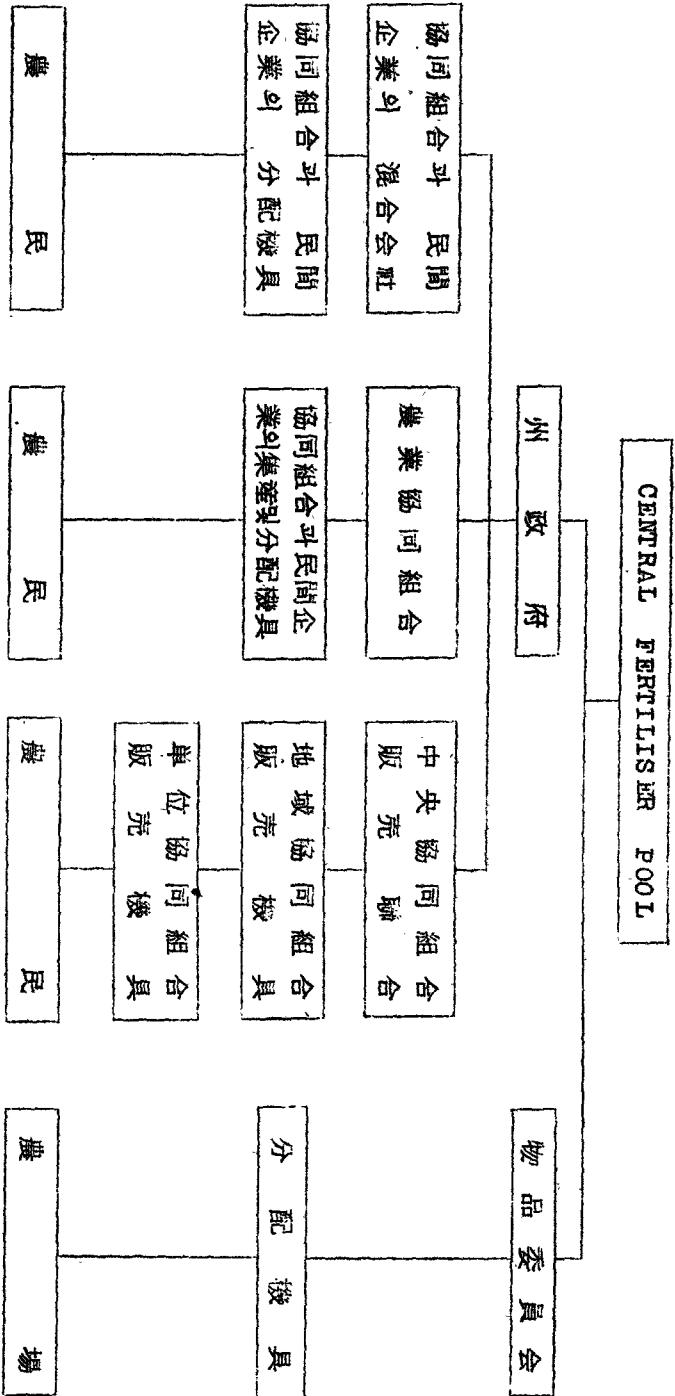 CENTRAL FERTILISER POOL
州政府
物品委員会
協同組合과 民間
企業의 混合会社
農業協同組合
中央協同組合
販売聯合
協同組合과 民間
企業의 分配機具
協同組合과民間企
業의集産및分配機具
地域協同組合
販売機具
分配機具
単位協同組合
販売機具
農民
農民
農民
農場